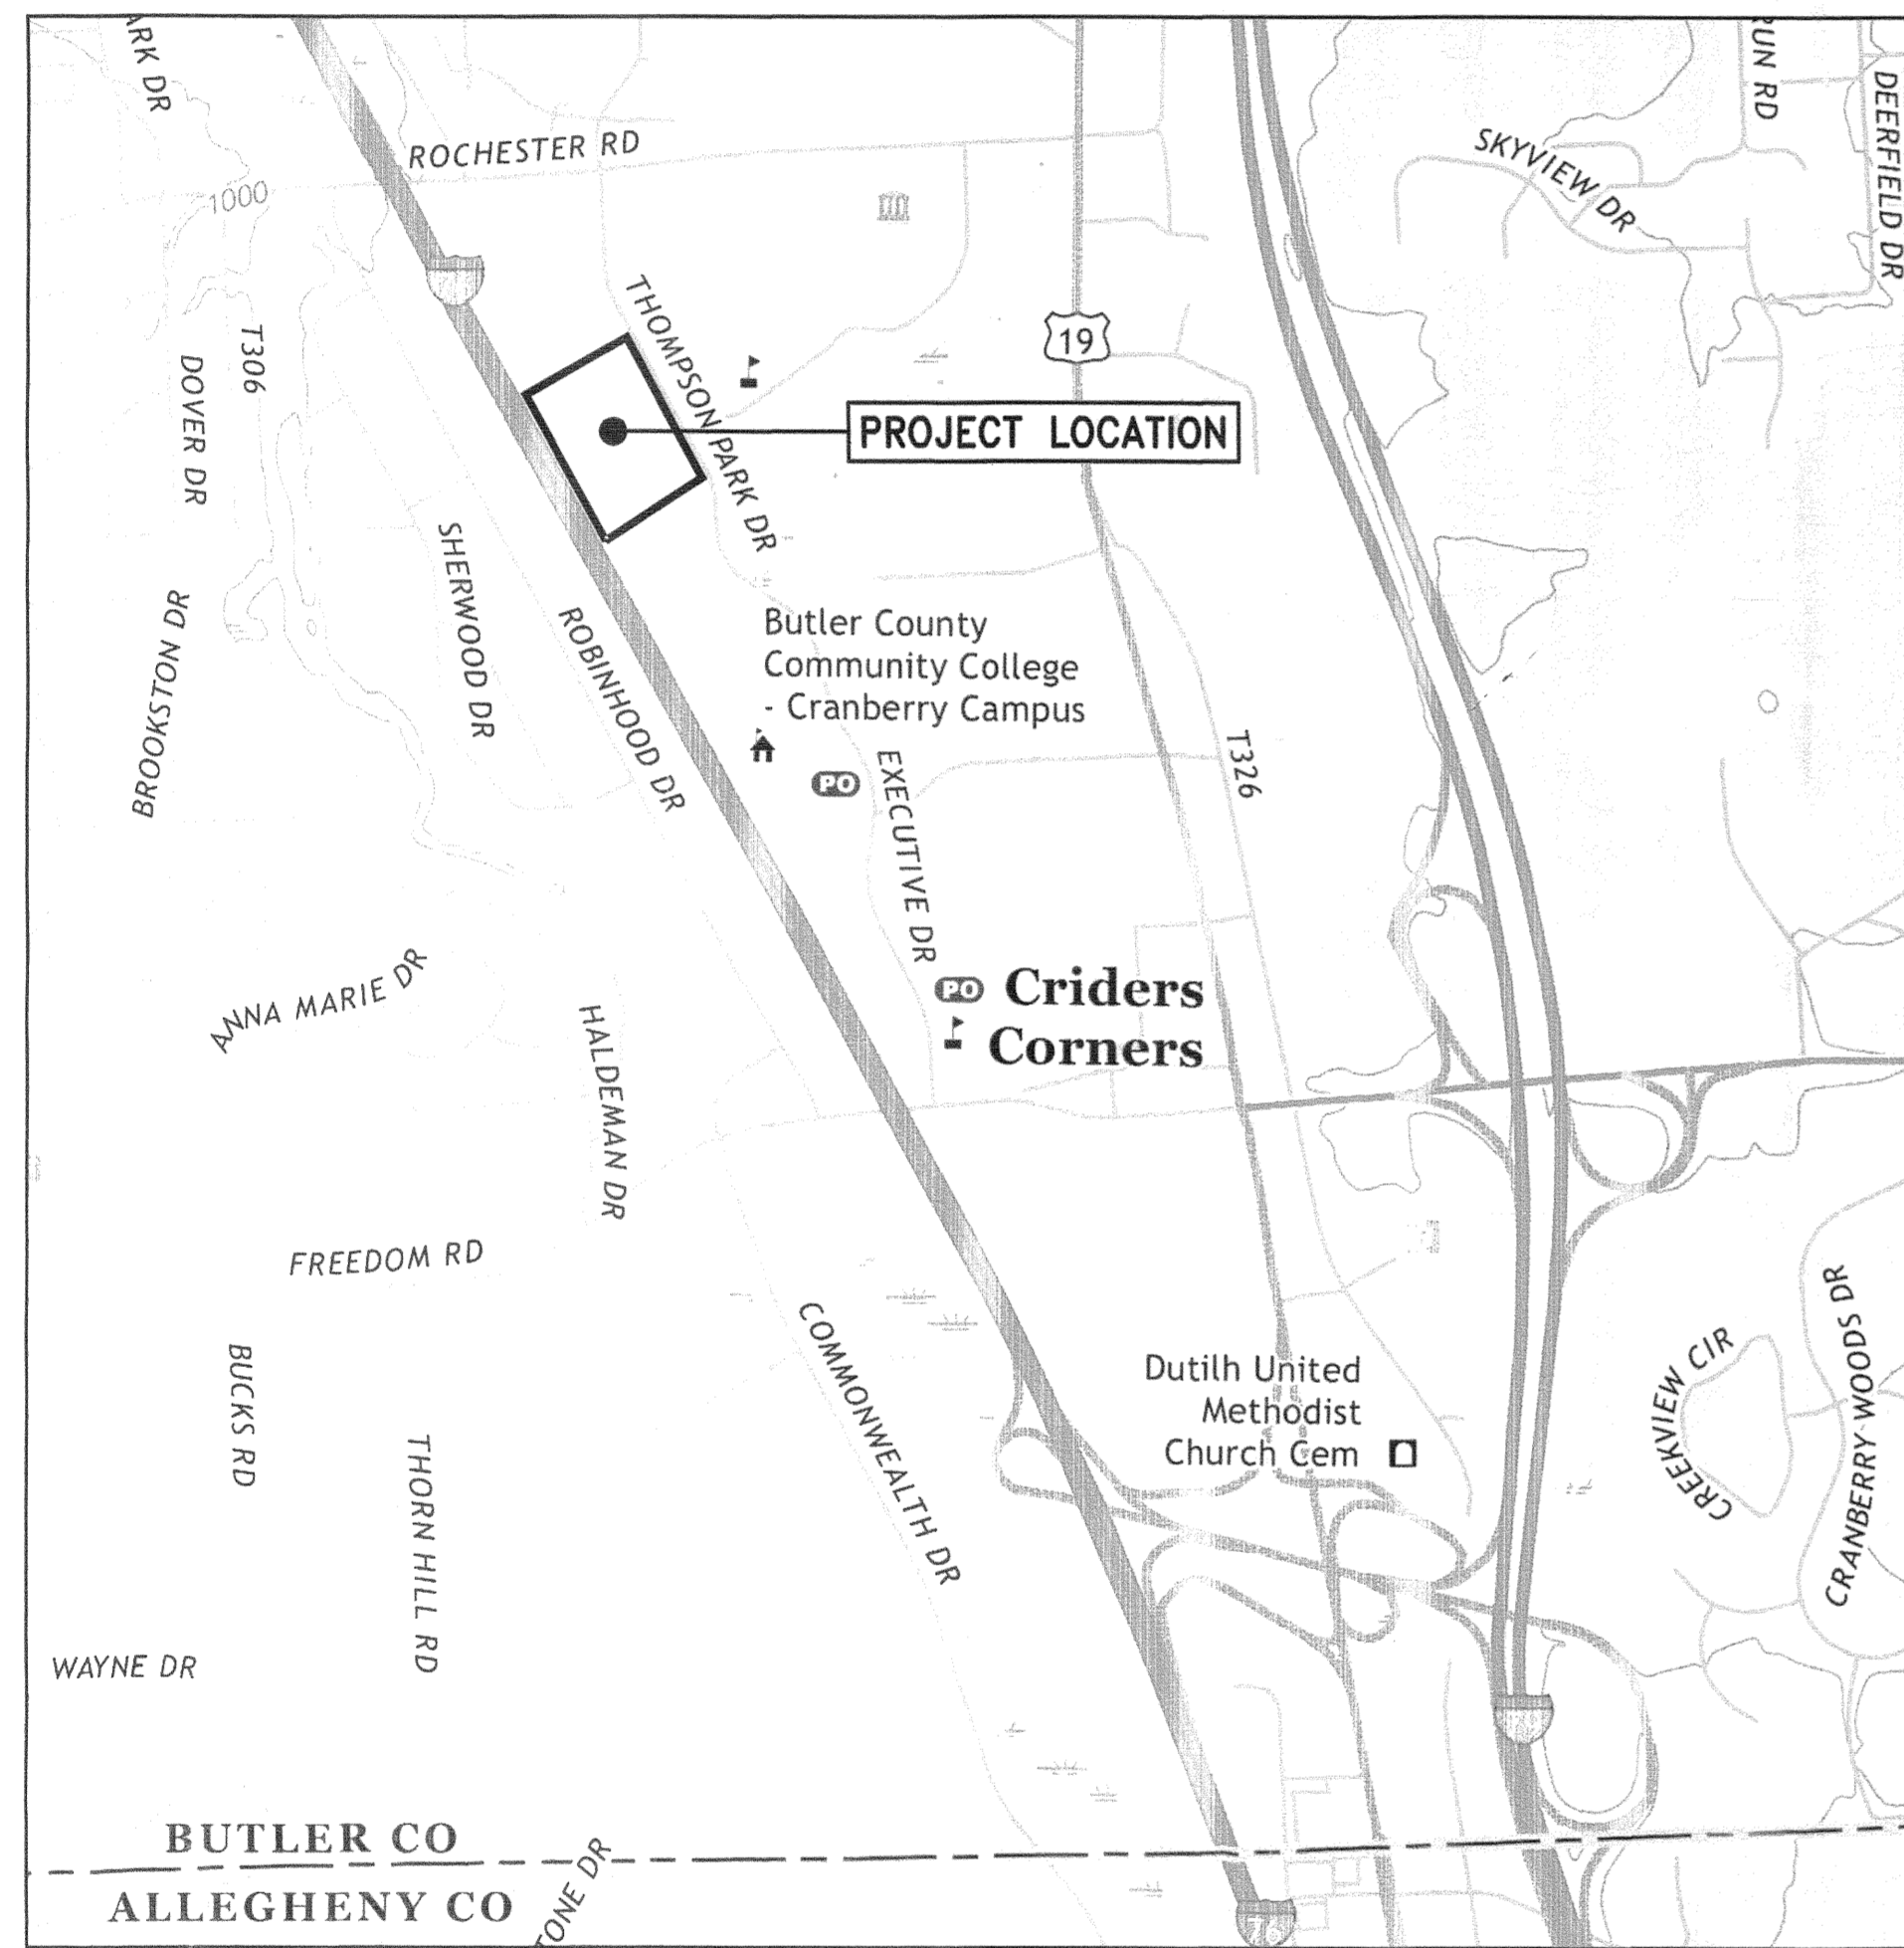 ARK DR
ROCHESTER RD
1000
RUN RD
DEERFIELD DR
SKYVIEW DR
THOMPSON PARK DR
T306
DOVER DR
19
PROJECT LOCATION
SHERWOOD DR
BROOKSTON DR
ROBINHOOD DR
Butler County
Community College
- Cranberry Campus
PO
EXECUTIVE DR
T326
PO
Criders
Corners
ANNA MARIE DR
HALDEMAN DR
FREEDOM RD
BUCKS RD
THORN HILL RD
COMMONWEALTH DR
Dutilh United
Methodist
Church Cem
CREEKVIEW CIR
CRANBERRY WOODS DR
WAYNE DR
BUTLER CO
ALLEGHENY CO
TONE DR
76